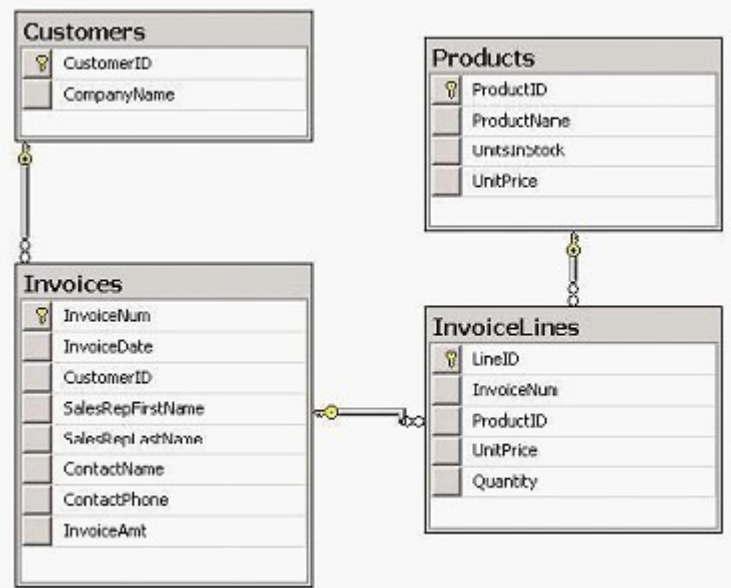 Customers
CustomerID
CompanyName
Products
ProductID
ProductName
UnitsInStock
UnitPrice
Invoices
InvoiceNum
InvoiceDate
CustomerID
SalesRepFirstName
SalesRepLastName
ContactName
ContactPhone
InvoiceAmt
InvoiceLines
LineID
InvoiceNum
ProductID
UnitPrice
Quantity